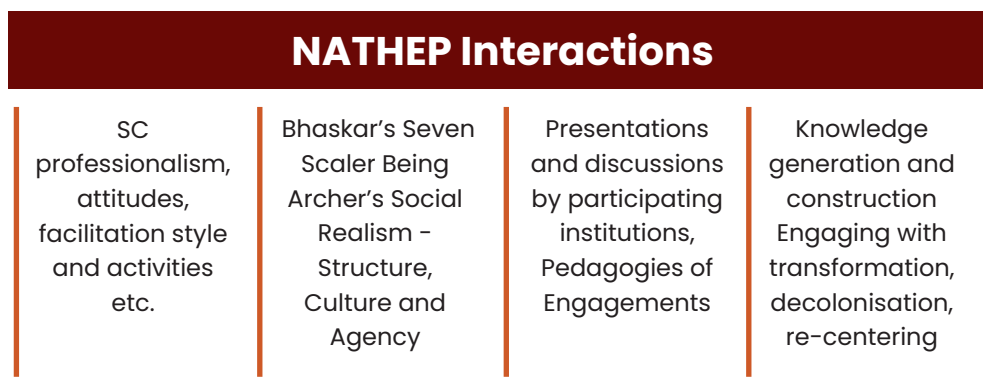 NATHEP Interactions
SC
professionalism,
attitudes,
facilitation style
and activities
etc.
Bhaskar's Seven
Scaler Being
Archer's Social
Realism -
Structure,
Culture and
Agency
Presentations
and discussions
by participating
institutions,
Pedagogies of
Engagements
Knowledge
generation and
construction
Engaging with
transformation,
decolonisation,
re-centering